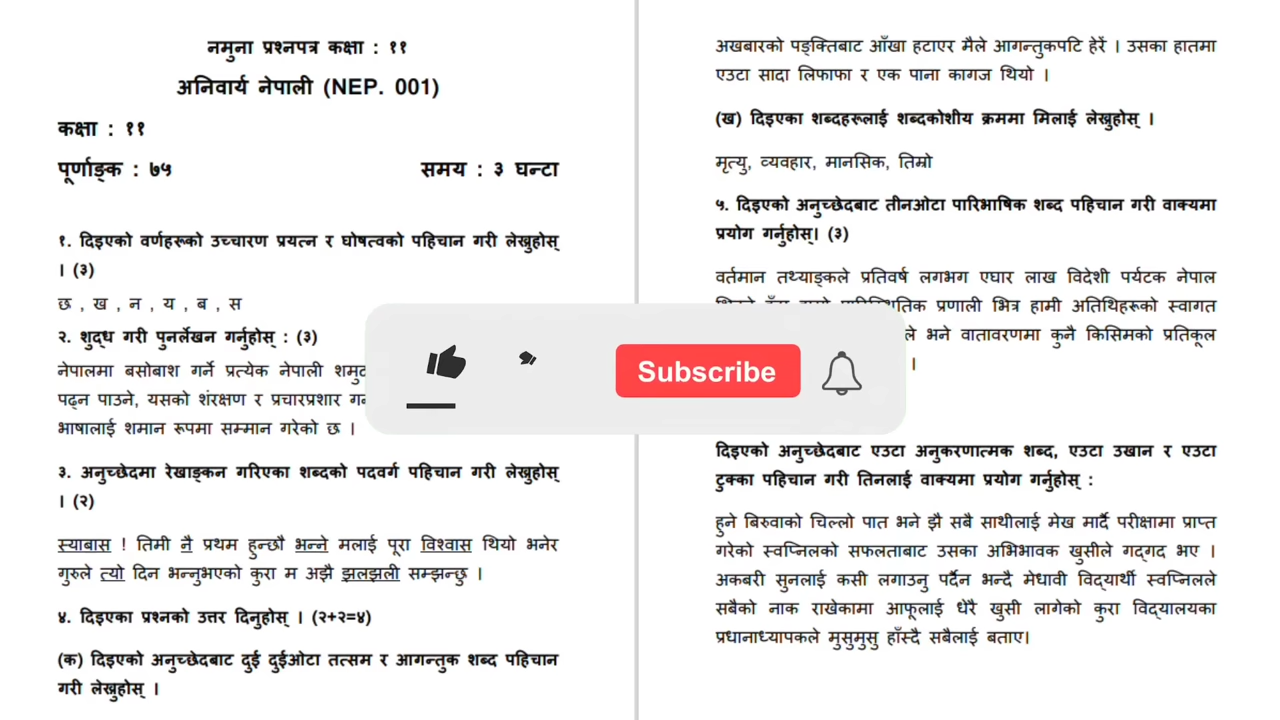 नमुना प्रश्नपत्र कक्षा : ११
अनिवार्य नेपाली (NEP. 001)
कक्षा : ११
पूर्णाङ्क : ७५ समय : ३ घन्टा
१. दिइएको वर्णहरूको उच्चारण प्रयत्न र घोषत्वको पहिचान गरी लेख्नुहोस्
। (३)
छ , ख , न , य , ब , स
२. शुद्ध गरी पुनर्लेखन गर्नुहोस् : (३)
नेपालमा बसोबाश गर्ने प्रत्येक नेपाली
पढ्न पाउने, यसको शंरक्षण र प्रचारप्रशार
भाषालाई शमान रूपमा सम्मान गरेको छ ।
३. अनुच्छेदमा रेखाङ्कन गरिएका शब्दको पदवर्ग पहिचान गरी लेख्नुहोस्
। (२)
स्याबास ! तिमी नै प्रथम हुन्छौ भन्ने मलाई पूरा विश्वास थियो भनेर
गुरुले त्यो दिन भन्नुभएको कुरा म अझै झलझली सम्झन्छु ।
४. दिइएका प्रश्नको उत्तर दिनुहोस् । (२+२=४)
(क) दिइएको अनुच्छेदबाट दुई दुईओटा तत्सम र आगन्तुक शब्द पहिचान
गरी लेख्नुहोस् ।
अखबारको पङ्क्तिबाट आँखा हटाएर मैले आगन्तुकपटि हेरें । उसका हातमा
एउटा सादा लिफाफा र एक पाना कागज थियो ।
(ख) दिइएका शब्दहरूलाई शब्दकोशीय क्रममा मिलाई लेख्नुहोस् ।
मृत्यु, व्यवहार, मानसिक, तिम्रो
५. दिइएको अनुच्छेदबाट तीनओटा पारिभाषिक शब्द पहिचान गरी वाक्यमा
प्रयोग गर्नुहोस्। (३)
वर्तमान तथ्याङ्कले प्रतिवर्ष लगभग एघार लाख विदेशी पर्यटक नेपाल
प्रणाली भित्र हामी अतिथिहरूको स्वागत
भने वातावरणमा कुनै किसिमको प्रतिकूल
।
Subscribe
दिइएको अनुच्छेदबाट एउटा अनुकरणात्मक शब्द, एउटा उखान र एउटा
टुक्का पहिचान गरी तिनलाई वाक्यमा प्रयोग गर्नुहोस् :
हुने बिरुवाको चिल्लो पात भने झै सबै साथीलाई मेख मार्दै परीक्षामा प्राप्त
गरेको स्वप्निलको सफलताबाट उसका अभिभावक खुसीले गद्गद भए ।
अकबरी सुनलाई कसी लगाउनु पर्दैन भन्दै मेधावी विद्यार्थी स्वप्निलले
सबैको नाक राखेकामा आफूलाई धेरै खुसी लागेको कुरा विद्यालयका
प्रधानाध्यापकले मुसुमुसु हाँस्दै सबैलाई बताए।